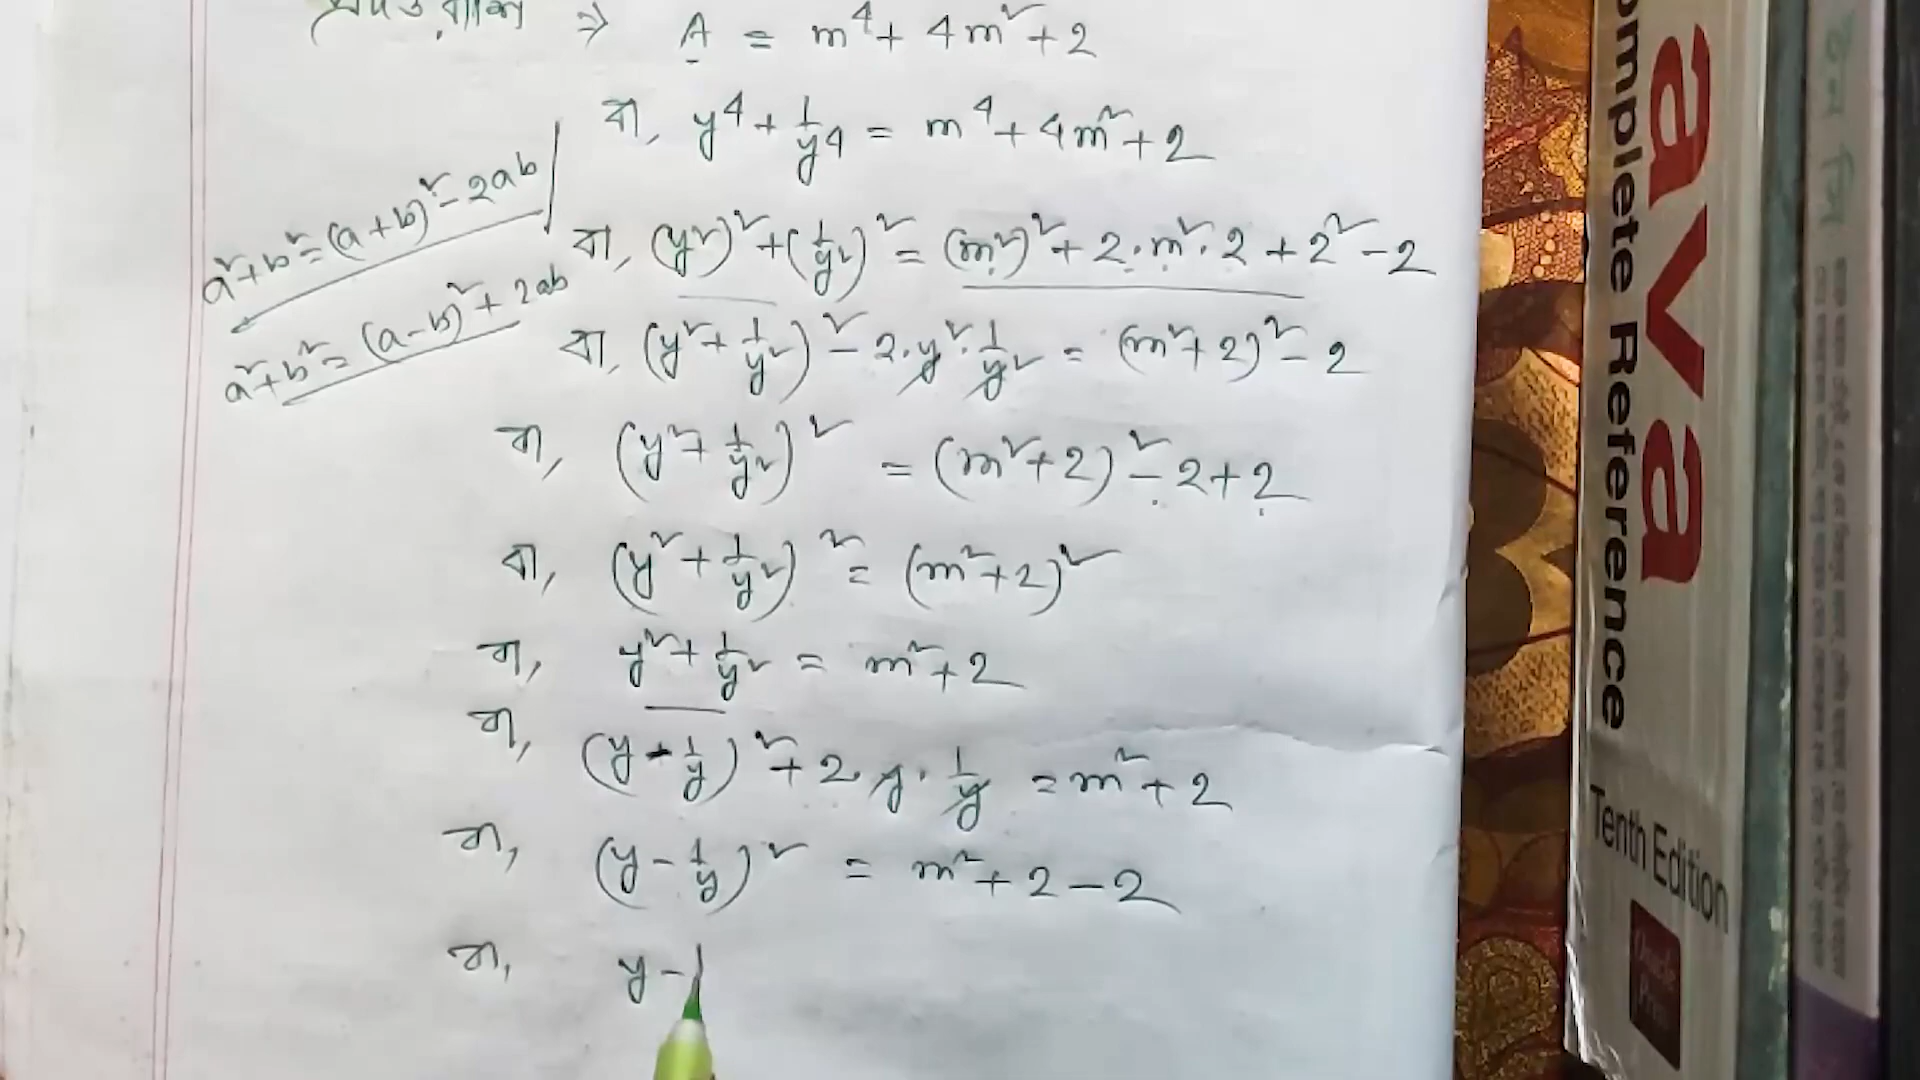 ⇒ A = m⁴ + 4m² + 2
বা, y⁴ + 1/y⁴ = m⁴ + 4m² + 2
a² + b² = (a + b)² - 2ab
বা, (y²)² + (1/y²)² = (m²)² + 2·m²·2 + 2² - 2
a² + b² = (a - b)² + 2ab
বা, (y² + 1/y²)² - 2·y²·1/y² = (m² + 2)² - 2
বা, (y² + 1/y²)² = (m² + 2)² - 2 + 2
বা, (y² + 1/y²)² = (m² + 2)²
বা, y² + 1/y² = m² + 2
বা, (y - 1/y)² + 2·y·1/y = m² + 2
বা, (y - 1/y)² = m² + 2 - 2
বা, y - 1
ava
omplete Reference
Tenth Edition